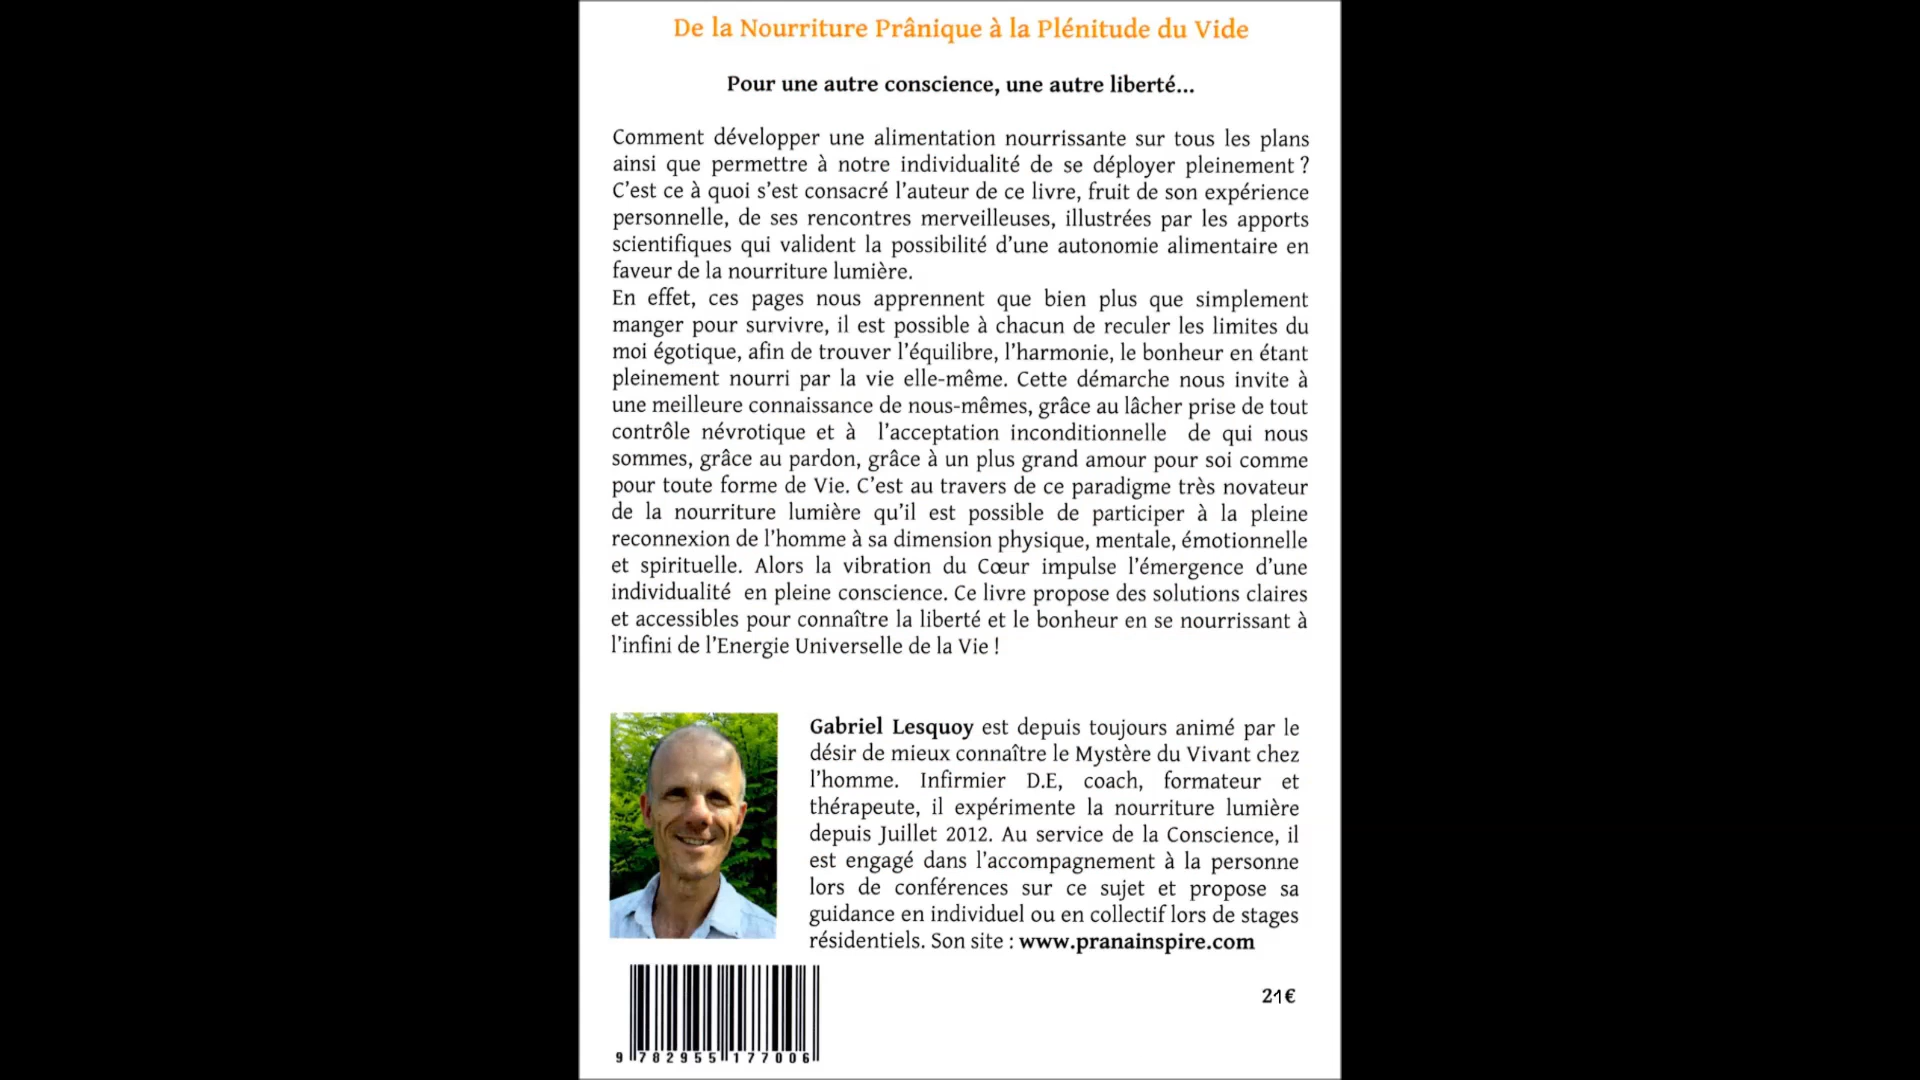 De la Nourriture Prânique à la Plénitude du Vide
Pour une autre conscience, une autre liberté...
Comment développer une alimentation nourrissante sur tous les plans
ainsi que permettre à notre individualité de se déployer pleinement ?
C'est ce à quoi s'est consacré l'auteur de ce livre, fruit de son expérience
personnelle, de ses rencontres merveilleuses, illustrées par les apports
scientifiques qui valident la possibilité d'une autonomie alimentaire en
faveur de la nourriture lumière.
En effet, ces pages nous apprennent que bien plus que simplement
manger pour survivre, il est possible à chacun de reculer les limites du
moi égotique, afin de trouver l'équilibre, l'harmonie, le bonheur en étant
pleinement nourri par la vie elle-même. Cette démarche nous invite à
une meilleure connaissance de nous-mêmes, grâce au lâcher prise de tout
contrôle névrotique et à l'acceptation inconditionnelle de qui nous
sommes, grâce au pardon, grâce à un plus grand amour pour soi comme
pour toute forme de Vie. C'est au travers de ce paradigme très novateur
de la nourriture lumière qu'il est possible de participer à la pleine
reconnexion de l'homme à sa dimension physique, mentale, émotionnelle
et spirituelle. Alors la vibration du Cœur impulse l'émergence d'une
individualité en pleine conscience. Ce livre propose des solutions claires
et accessibles pour connaître la liberté et le bonheur en se nourrissant à
l'infini de l'Energie Universelle de la Vie !
Gabriel Lesquoy est depuis toujours animé par le
désir de mieux connaître le Mystère du Vivant chez
l'homme. Infirmier D.E, coach, formateur et
thérapeute, il expérimente la nourriture lumière
depuis Juillet 2012. Au service de la Conscience, il
est engagé dans l'accompagnement à la personne
lors de conférences sur ce sujet et propose sa
guidance en individuel ou en collectif lors de stages
résidentiels. Son site : www.pranainspire.com
21€
9 782955 177006